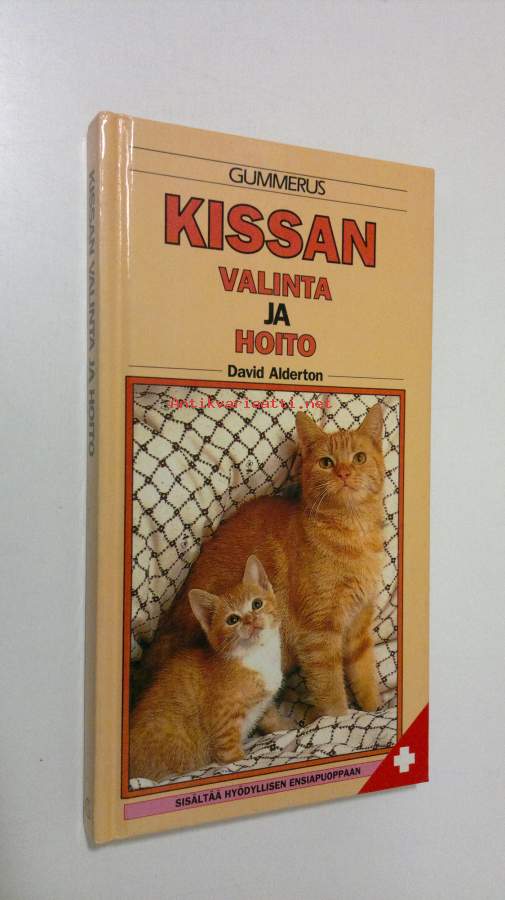 GUMMERUS
KISSAN
VALINTA
JA
HOITO
David Alderton
Antikvariaatti.net
SISÄLTÄÄ HYÖDYLLISEN ENSIAPUOPPAAN
KISSAN VALINTA JA HOITO